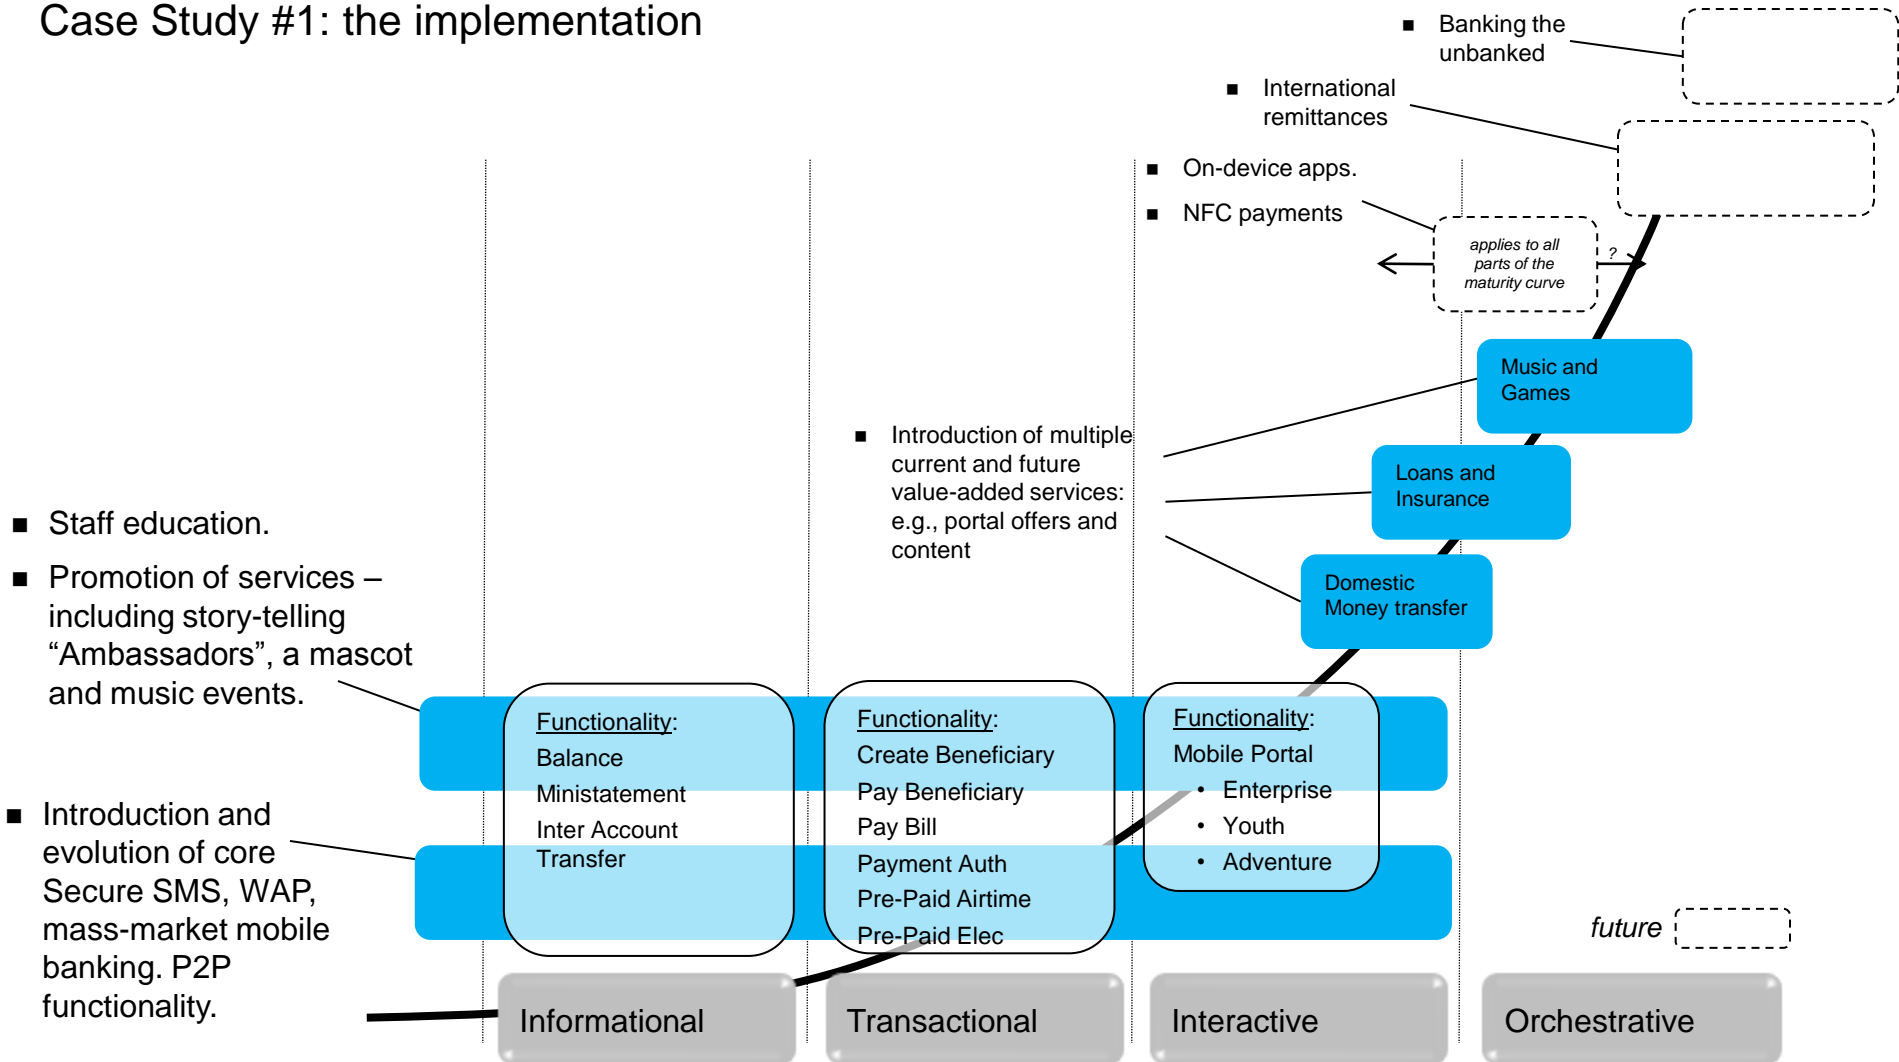 Case Study #1: the implementation
■ Banking the
unbanked
■ International
remittances
■ On-device apps.
■ NFC payments
applies to all
parts of the
maturity curve
?
Music and
Games
■ Introduction of multiple
current and future
value-added services:
e.g., portal offers and
content
Loans and
Insurance
Domestic
Money transfer
■ Staff education.
■ Promotion of services –
including story-telling
“Ambassadors”, a mascot
and music events.
■ Introduction and
evolution of core
Secure SMS, WAP,
mass-market mobile
banking. P2P
functionality.
Functionality:
Balance
Ministatement
Inter Account
Transfer
Functionality:
Create Beneficiary
Pay Beneficiary
Pay Bill
Payment Auth
Pre-Paid Airtime
Pre-Paid Elec
Functionality:
Mobile Portal
• Enterprise
• Youth
• Adventure
future
Informational
Transactional
Interactive
Orchestrative